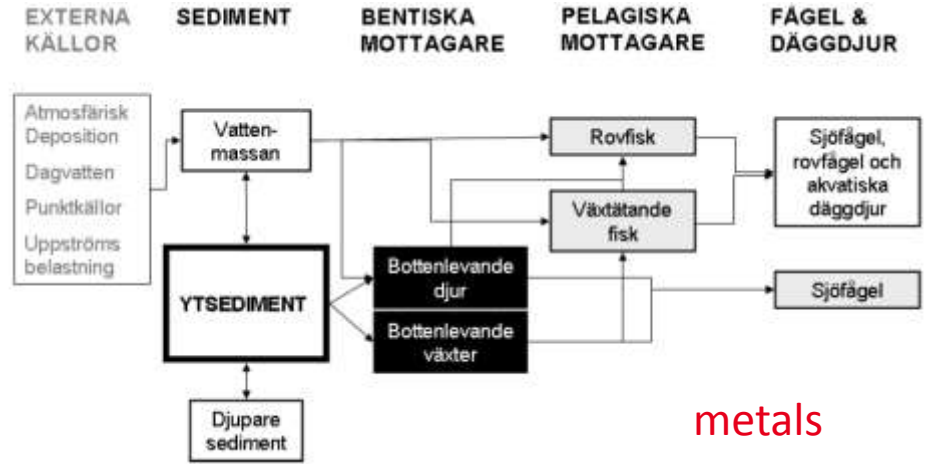 EXTERNA
KÄLLOR
SEDIMENT
BENTISKA
MOTTAGARE
PELAGISKA
MOTTAGARE
FÅGEL &
DÄGGDJUR
Atmosfärisk
Deposition
Dagvatten
Punktkällor
Uppströms
belastning
Vatten-
massan
YTSEDIMENT
Djupare
sediment
Bottenlevande
djur
Bottenlevande
växter
Rovfisk
Växtätande
fisk
Sjöfågel,
rovfågel och
akvatiska
däggdjur
Sjöfågel
metals